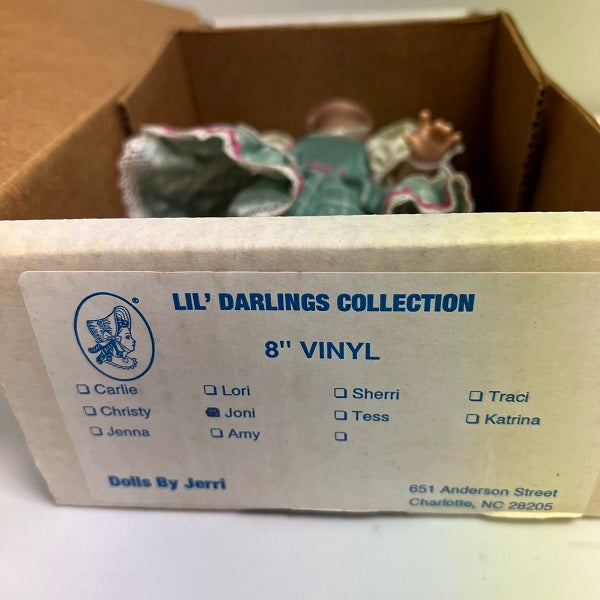 ®
LIL' DARLINGS COLLECTION
8" VINYL
☐ Carlie ☐ Lori ☐ Sherri ☐ Traci
☐ Christy ☒ Joni ☐ Tess ☐ Katrina
☐ Jenna ☐ Amy ☐
Dolls By Jerri
651 Anderson Street
Charlotte, NC 28205